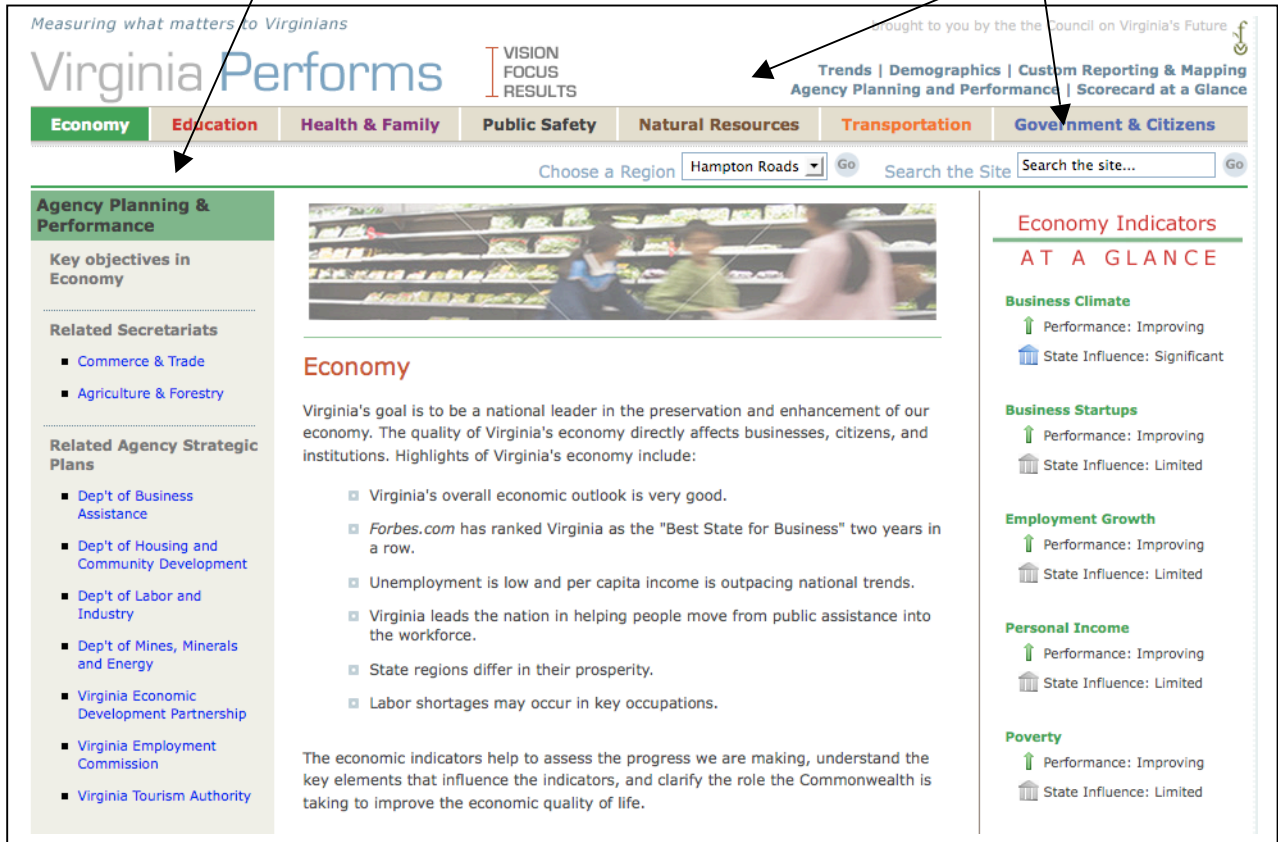 Measuring what matters to Virginians
brought to you by the the Council on Virginia's Future
Virginia Performs
VISION
FOCUS
RESULTS
Trends | Demographics | Custom Reporting & Mapping
Agency Planning and Performance | Scorecard at a Glance
Economy Education Health & Family Public Safety Natural Resources Transportation Government & Citizens
Choose a Region Hampton Roads Go Search the Site Search the site... Go
Agency Planning &
Performance
Key objectives in
Economy
Related Secretariats
Commerce & Trade
Agriculture & Forestry
Related Agency Strategic
Plans
Dep't of Business
Assistance
Dep't of Housing and
Community Development
Dep't of Labor and
Industry
Dep't of Mines, Minerals
and Energy
Virginia Economic
Development Partnership
Virginia Employment
Commission
Virginia Tourism Authority
Economy
Virginia's goal is to be a national leader in the preservation and enhancement of our
economy. The quality of Virginia's economy directly affects businesses, citizens, and
institutions. Highlights of Virginia's economy include:
Virginia's overall economic outlook is very good.
Forbes.com has ranked Virginia as the "Best State for Business" two years in
a row.
Unemployment is low and per capita income is outpacing national trends.
Virginia leads the nation in helping people move from public assistance into
the workforce.
State regions differ in their prosperity.
Labor shortages may occur in key occupations.
The economic indicators help to assess the progress we are making, understand the
key elements that influence the indicators, and clarify the role the Commonwealth is
taking to improve the economic quality of life.
Economy Indicators
AT A GLANCE
Business Climate
Performance: Improving
State Influence: Significant
Business Startups
Performance: Improving
State Influence: Limited
Employment Growth
Performance: Improving
State Influence: Limited
Personal Income
Performance: Improving
State Influence: Limited
Poverty
Performance: Improving
State Influence: Limited